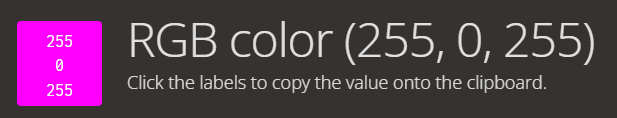 255
0
255
RGB color (255, 0, 255)
Click the labels to copy the value onto the clipboard.